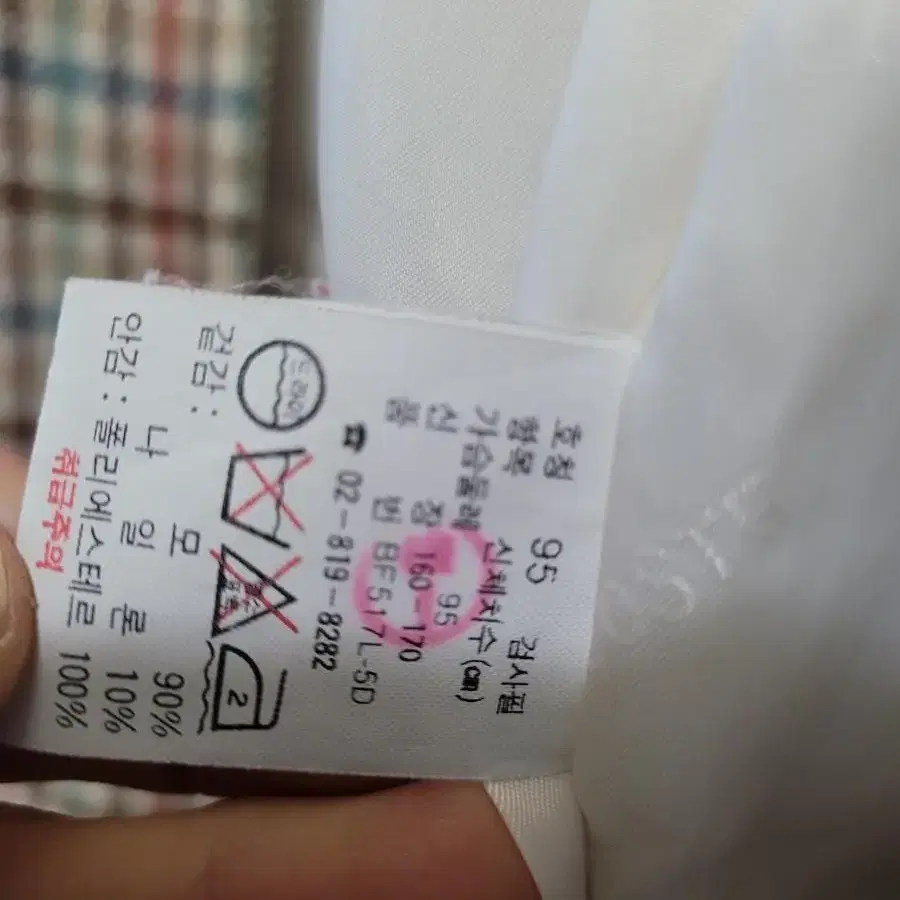 호칭 95 검사필
항목 신체치수 (㎝)
가슴둘레 95
신 장 160-170
품 번 BF517L-5D
☎ 02-819-8282
드라이
2
겉감 : 모 90%
나 일 론 10%
안감 : 폴리에스테르 100%
취급주의